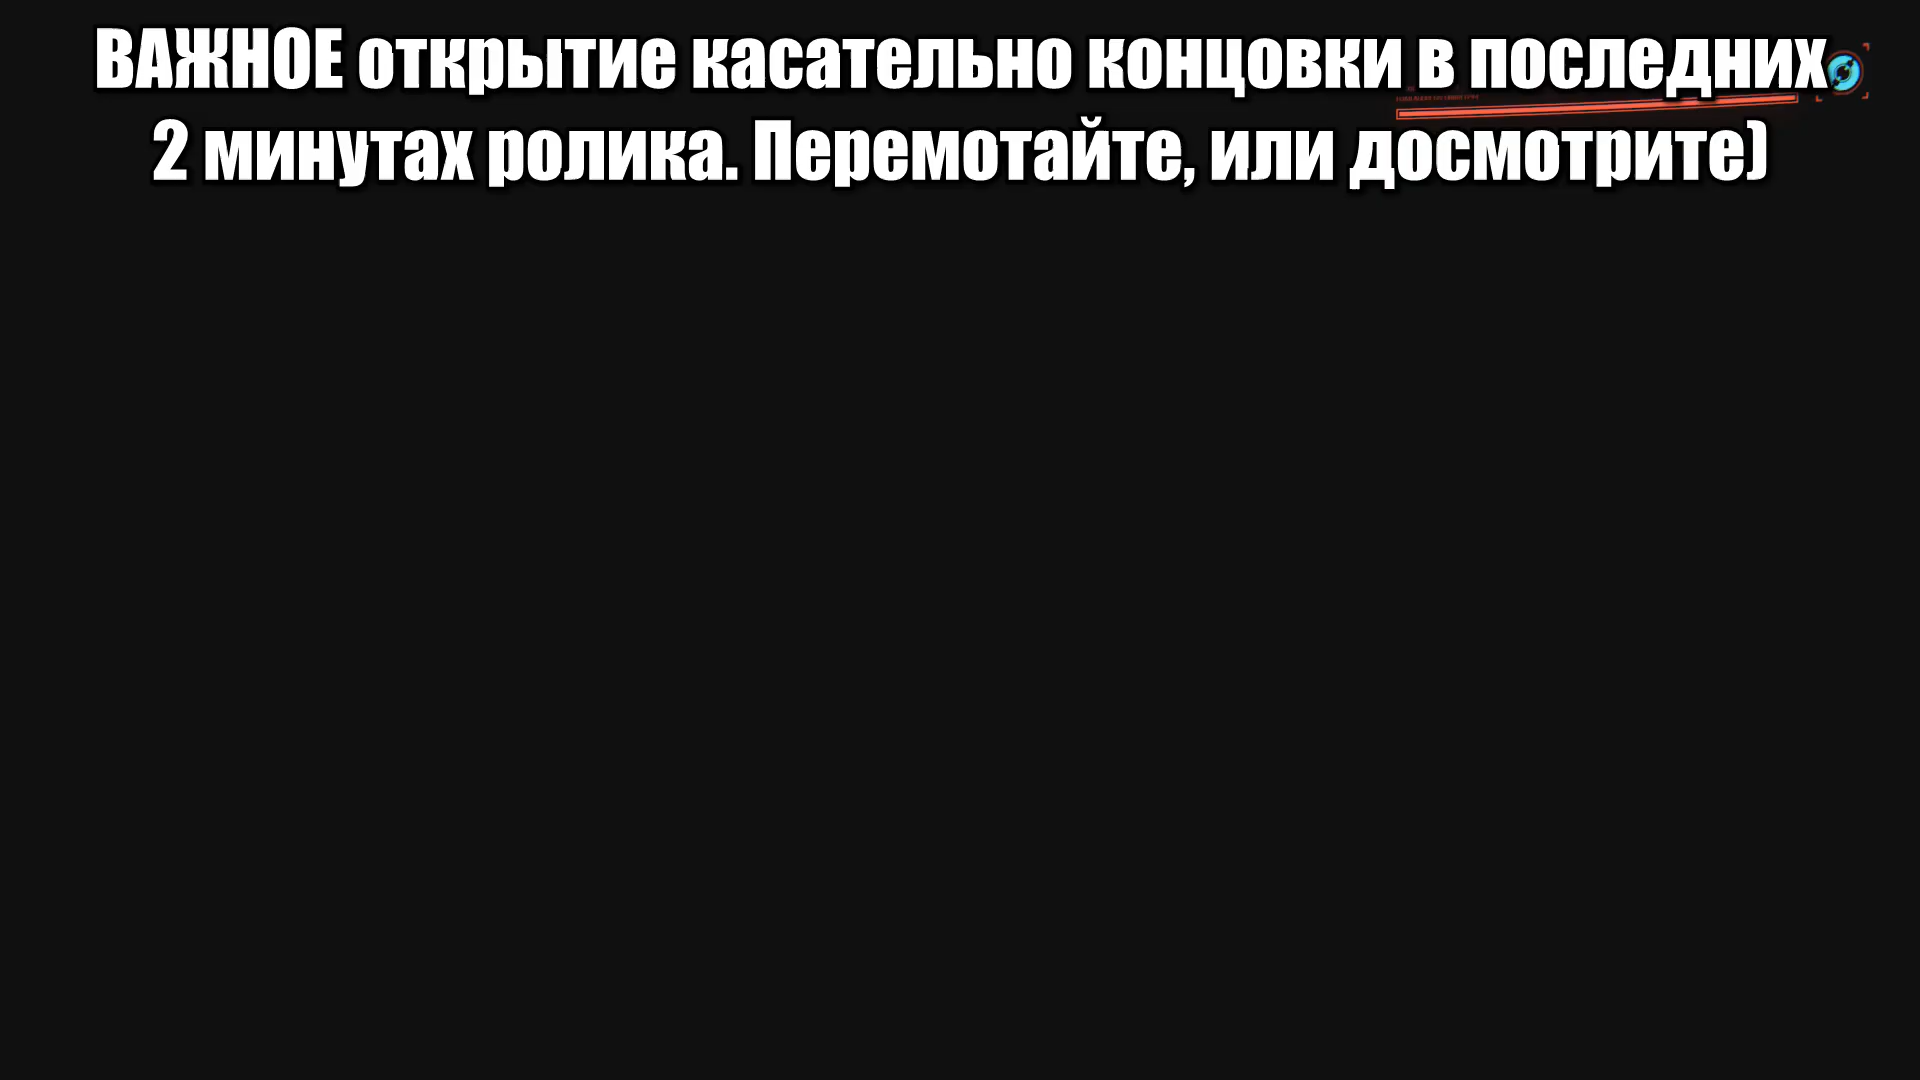 ВАЖНОЕ открытие касательно концовки в последних
2 минутах ролика. Перемотайте, или досмотрите)